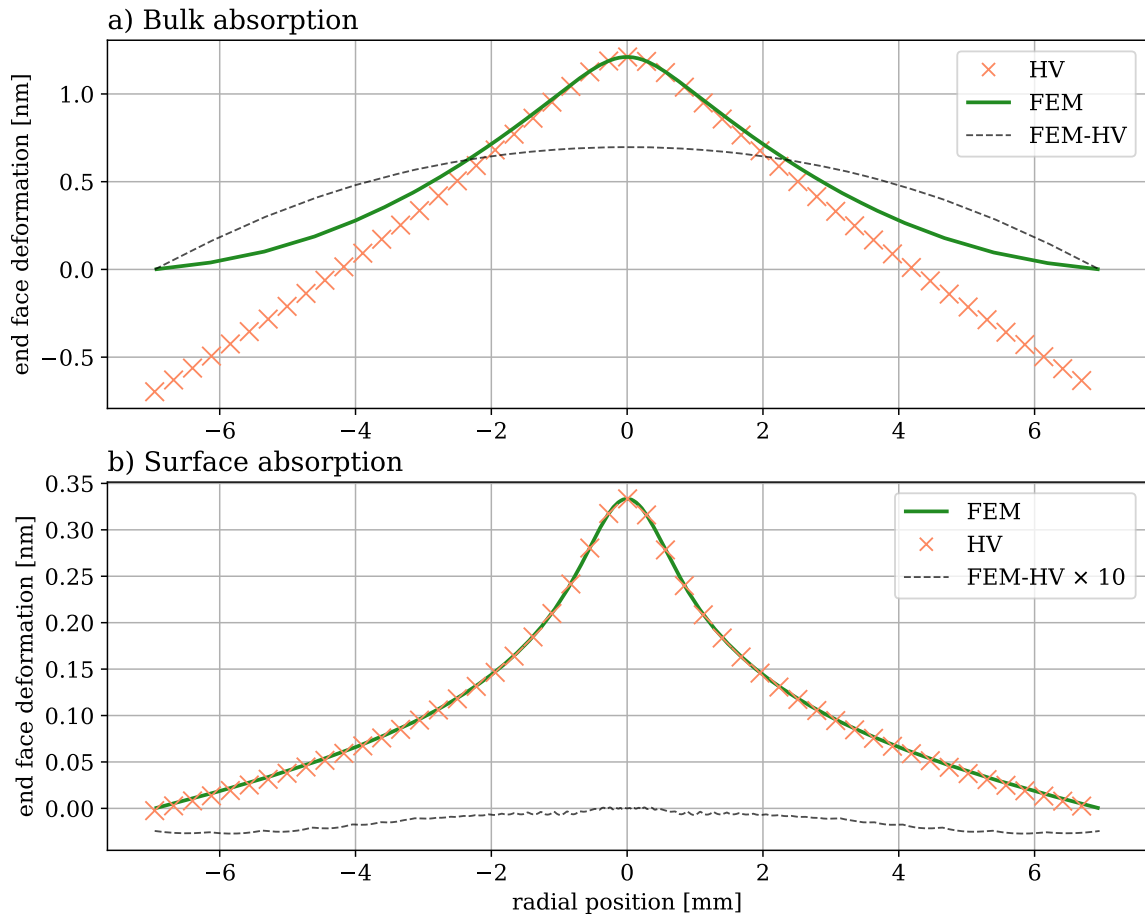 a) Bulk absorption
end face deformation [nm]
1.0
0.5
0.0
−0.5
HV
FEM
FEM-HV
−6
−4
−2
0
2
4
6
b) Surface absorption
end face deformation [nm]
0.35
0.30
0.25
0.20
0.15
0.10
0.05
0.00
FEM
HV
FEM-HV × 10
−6
−4
−2
0
2
4
6
radial position [mm]